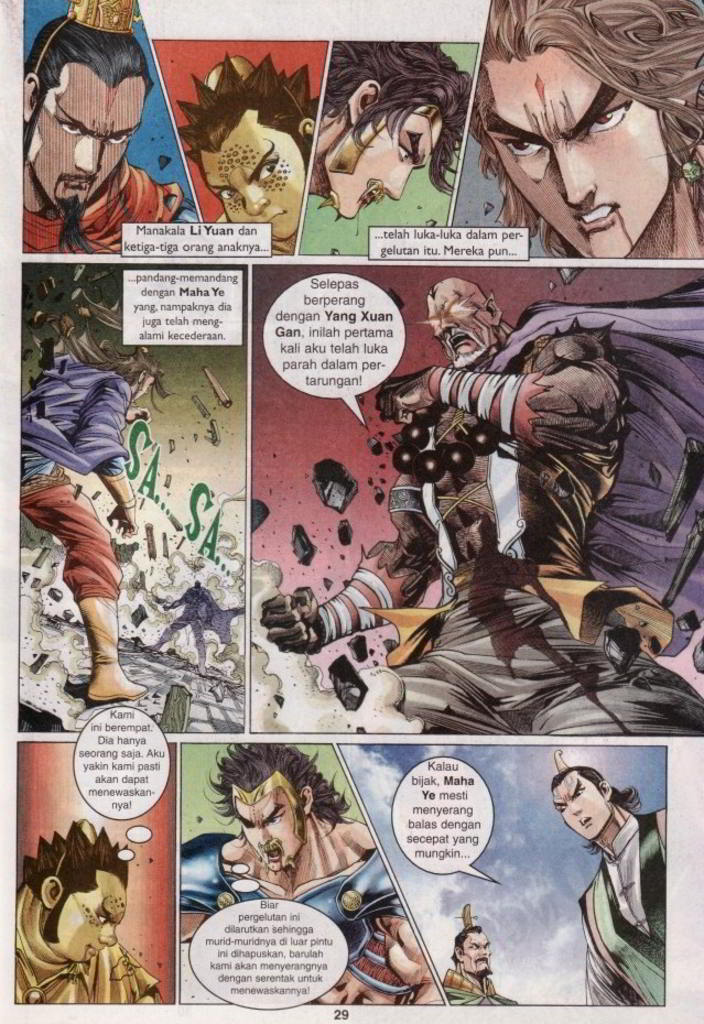 Manakala Li Yuan dan
ketiga-tiga orang anaknya...
...telah luka-luka dalam per-
gelutan itu. Mereka pun...
...pandang-memandang
dengan Maha Ye
yang, nampaknya dia
juga telah meng-
alami kecederaan.
SA... SA...
Selepas
berperang
dengan Yang Xuan
Gan, inilah pertama
kali aku telah luka
parah dalam per-
tarungan!
Kami
ini berempat.
Dia hanya
seorang saja. Aku
yakin kami pasti
akan dapat
menewaskan-
nya!
Biar
pergelutan ini
dilarutkan sehingga
murid-muridnya di luar pintu
ini dihapuskan, barulah
kami akan menyerangnya
dengan serentak untuk
menewaskannya!
Kalau
bijak, Maha
Ye mesti
menyerang
balas dengan
secepat yang
mungkin...
29